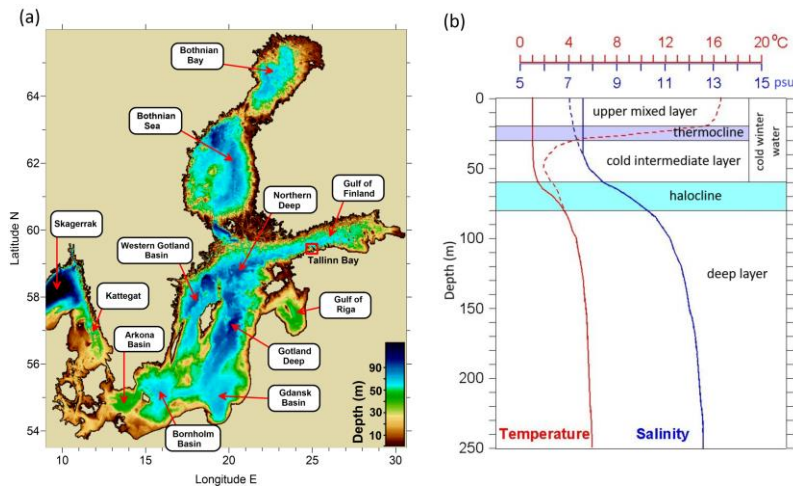 (a)
Bothnian
Bay
Bothnian
Sea
Northern
Deep
Gulf of
Finland
Skagerrak
Western Gotland
Basin
Tallinn Bay
Kattegat
Gulf of
Riga
Arkona
Basin
Gotland
Deep
Gdansk
Basin
Bornholm
Basin
Depth (m)
90
50
30
10
Latitude N
64
62
60
58
56
54
10 15 20 25 30
Longitude E
(b)
0 4 8 12 16 20 °C
5 7 9 11 13 15 psu
0
50
100
150
200
250
Depth (m)
upper mixed layer
thermocline
cold intermediate layer
cold winter
water
halocline
deep layer
Temperature
Salinity